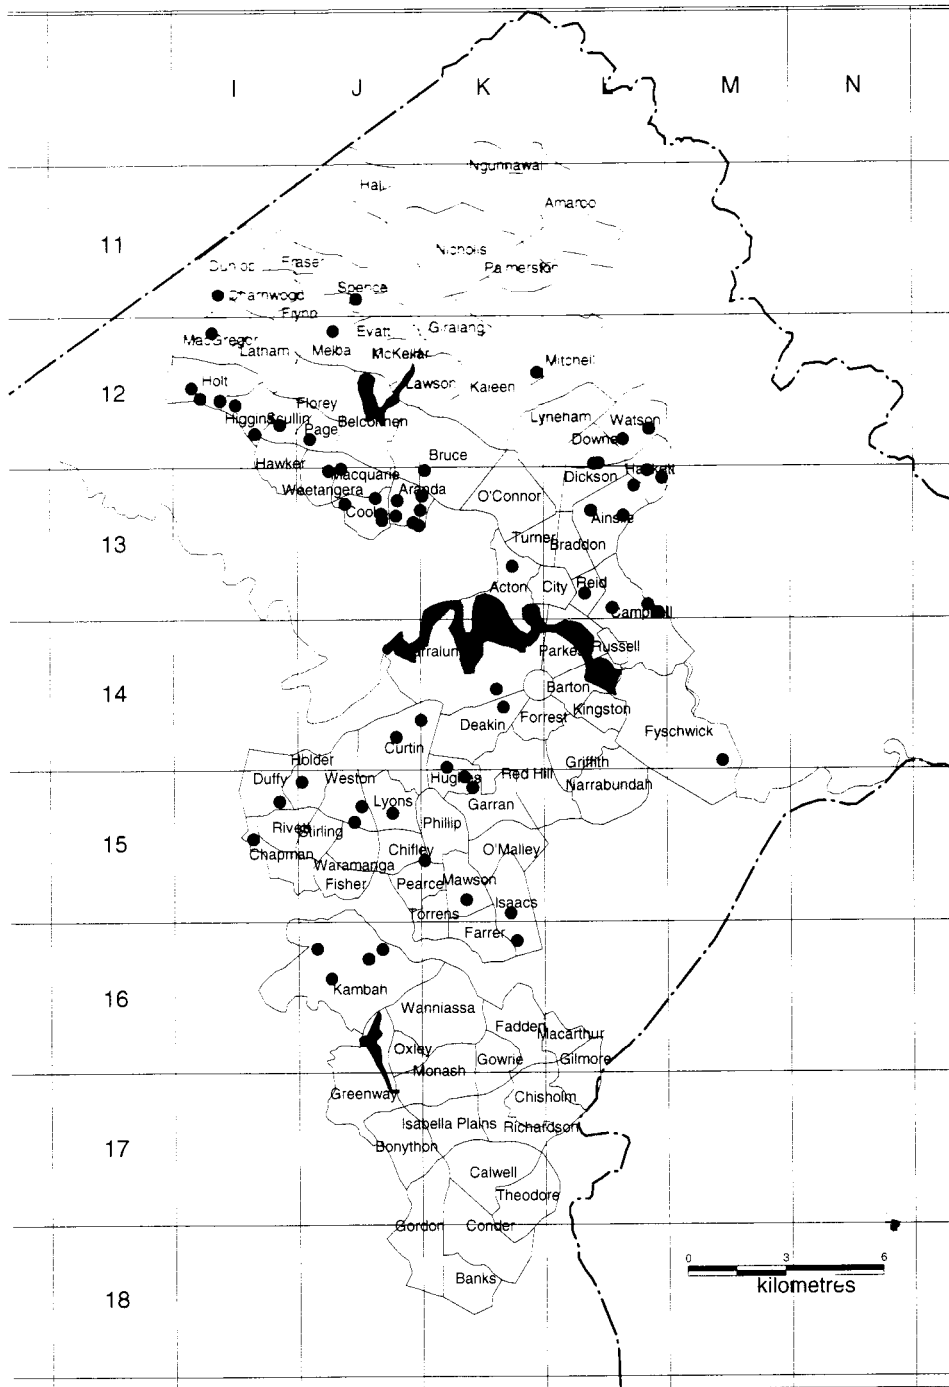 I J K L M N
Ngunnawal
Hall
Amaroo
11
Nicholls
Dunlop Fraser
Palmerston
Charnwood Spence
Flynn
Evatt Giralang
MacGregor
Latham Melba McKellar
Mitchell
Holt Lawson Kaleen
12
Florey
Lyneham Watson
Higgins Scullin Belconnen
Page Downer
Bruce
Hawker Macquarie Dickson Hackett
Weetangera Aranda
O'Connor
Cook Ainslie
Turner
13
Braddon
Acton City Reid
Campbell
Parkes Russell
14
Barton
Kingston
Deakin Forrest
Fyschwick
Curtin
Holder Griffith
Duffy Weston Hughes Red Hill
Narrabundah
Lyons Garran
Rivett Stirling Phillip
15
Chapman Chifley O'Malley
Waramanga
Fisher Pearce Mawson
Isaacs
Torrens
Farrer
Kambah
16
Wanniassa
Fadden Macarthur
Oxley
Gowrie Gilmore
Monash
Greenway Chisholm
Isabella Plains Richardson
17
Bonython
Calwell
Theodore
Gordon Conder
0 3 6
Banks kilometres
18